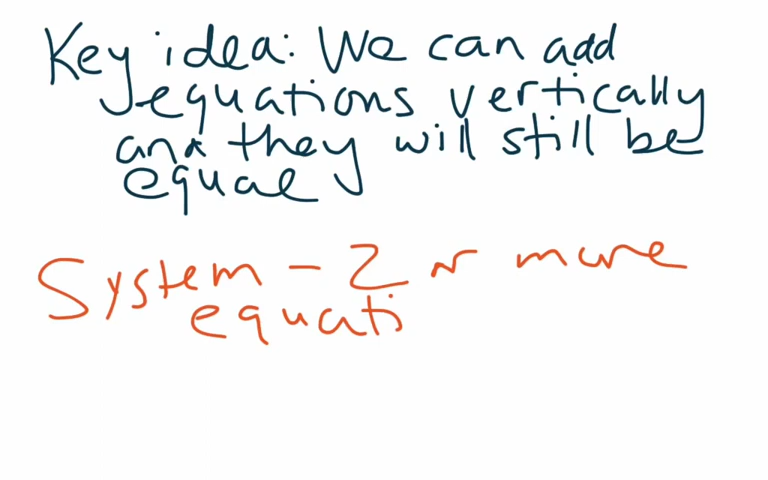 Key idea: We can add
equations vertically
and they will still be
equal
System - 2 or more
equati